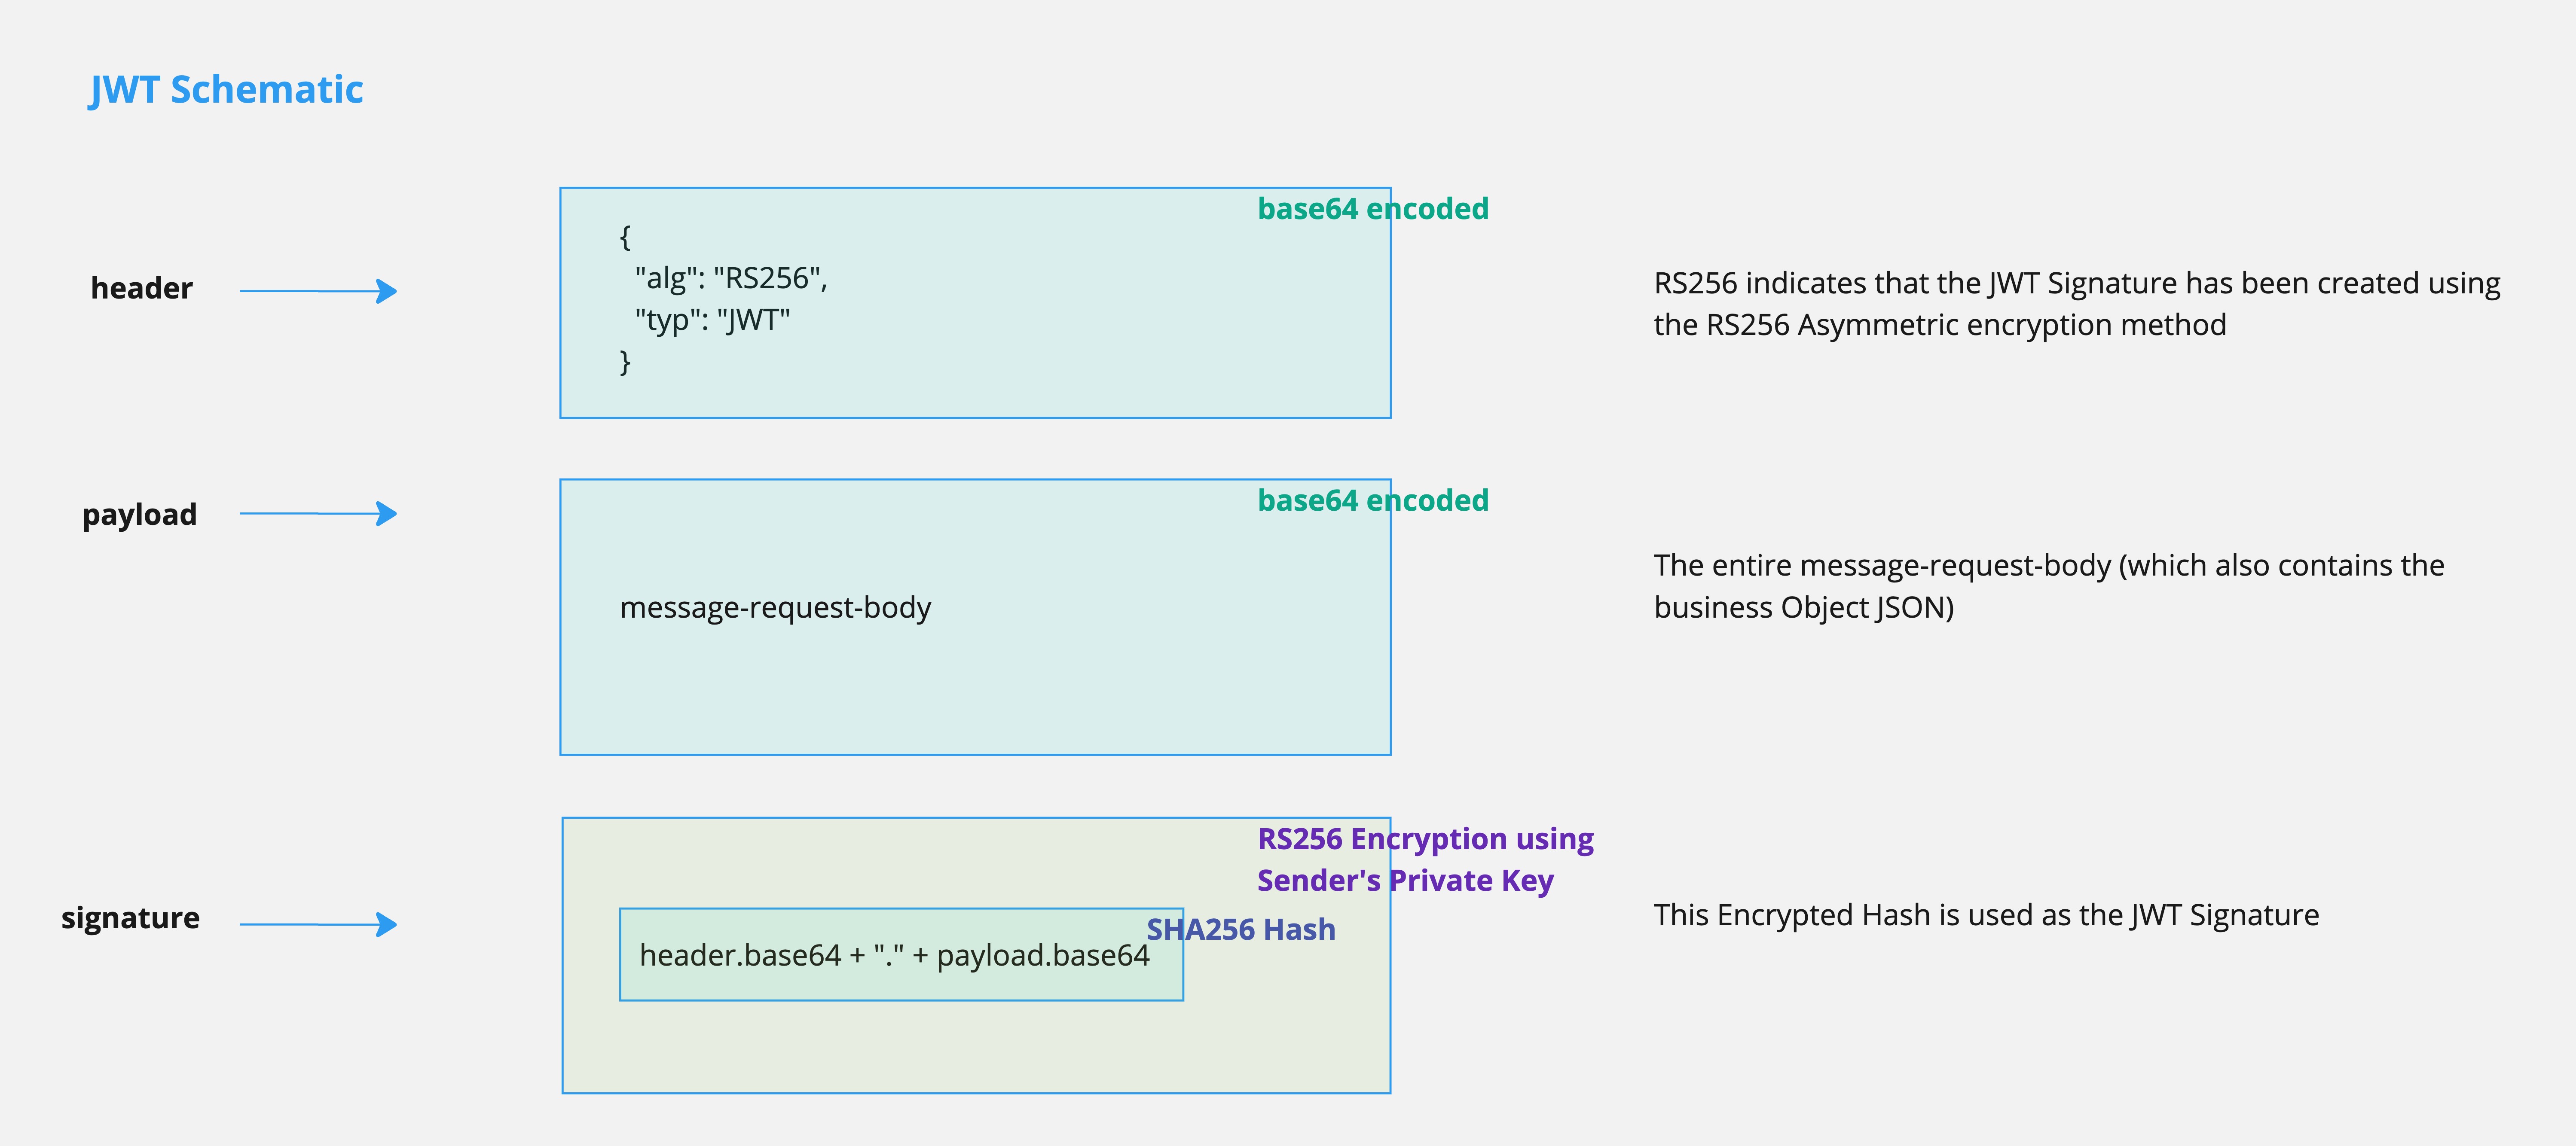 JWT Schematic
base64 encoded
header
{
"alg": "RS256",
"typ": "JWT"
}
RS256 indicates that the JWT Signature has been created using
the RS256 Asymmetric encryption method
base64 encoded
payload
message-request-body
The entire message-request-body (which also contains the
business Object JSON)
RS256 Encryption using
Sender's Private Key
signature
SHA256 Hash
header.base64 + "." + payload.base64
This Encrypted Hash is used as the JWT Signature